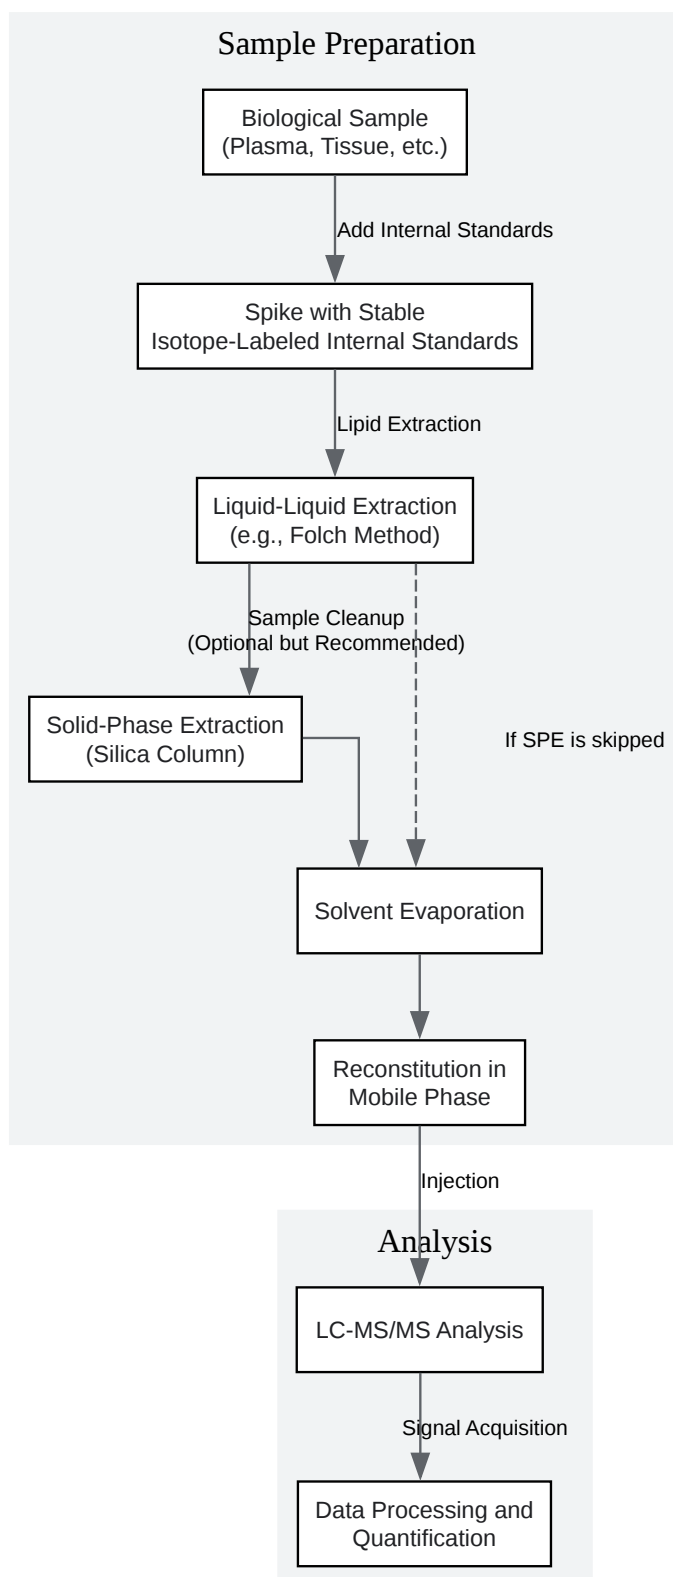 Sample Preparation
Biological Sample
(Plasma, Tissue, etc.)
Add Internal Standards
Spike with Stable
Isotope-Labeled Internal Standards
Lipid Extraction
Liquid-Liquid Extraction
(e.g., Folch Method)
Sample Cleanup
(Optional but Recommended)
Solid-Phase Extraction
(Silica Column)
If SPE is skipped
Solvent Evaporation
Reconstitution in
Mobile Phase
Injection
Analysis
LC-MS/MS Analysis
Signal Acquisition
Data Processing and
Quantification